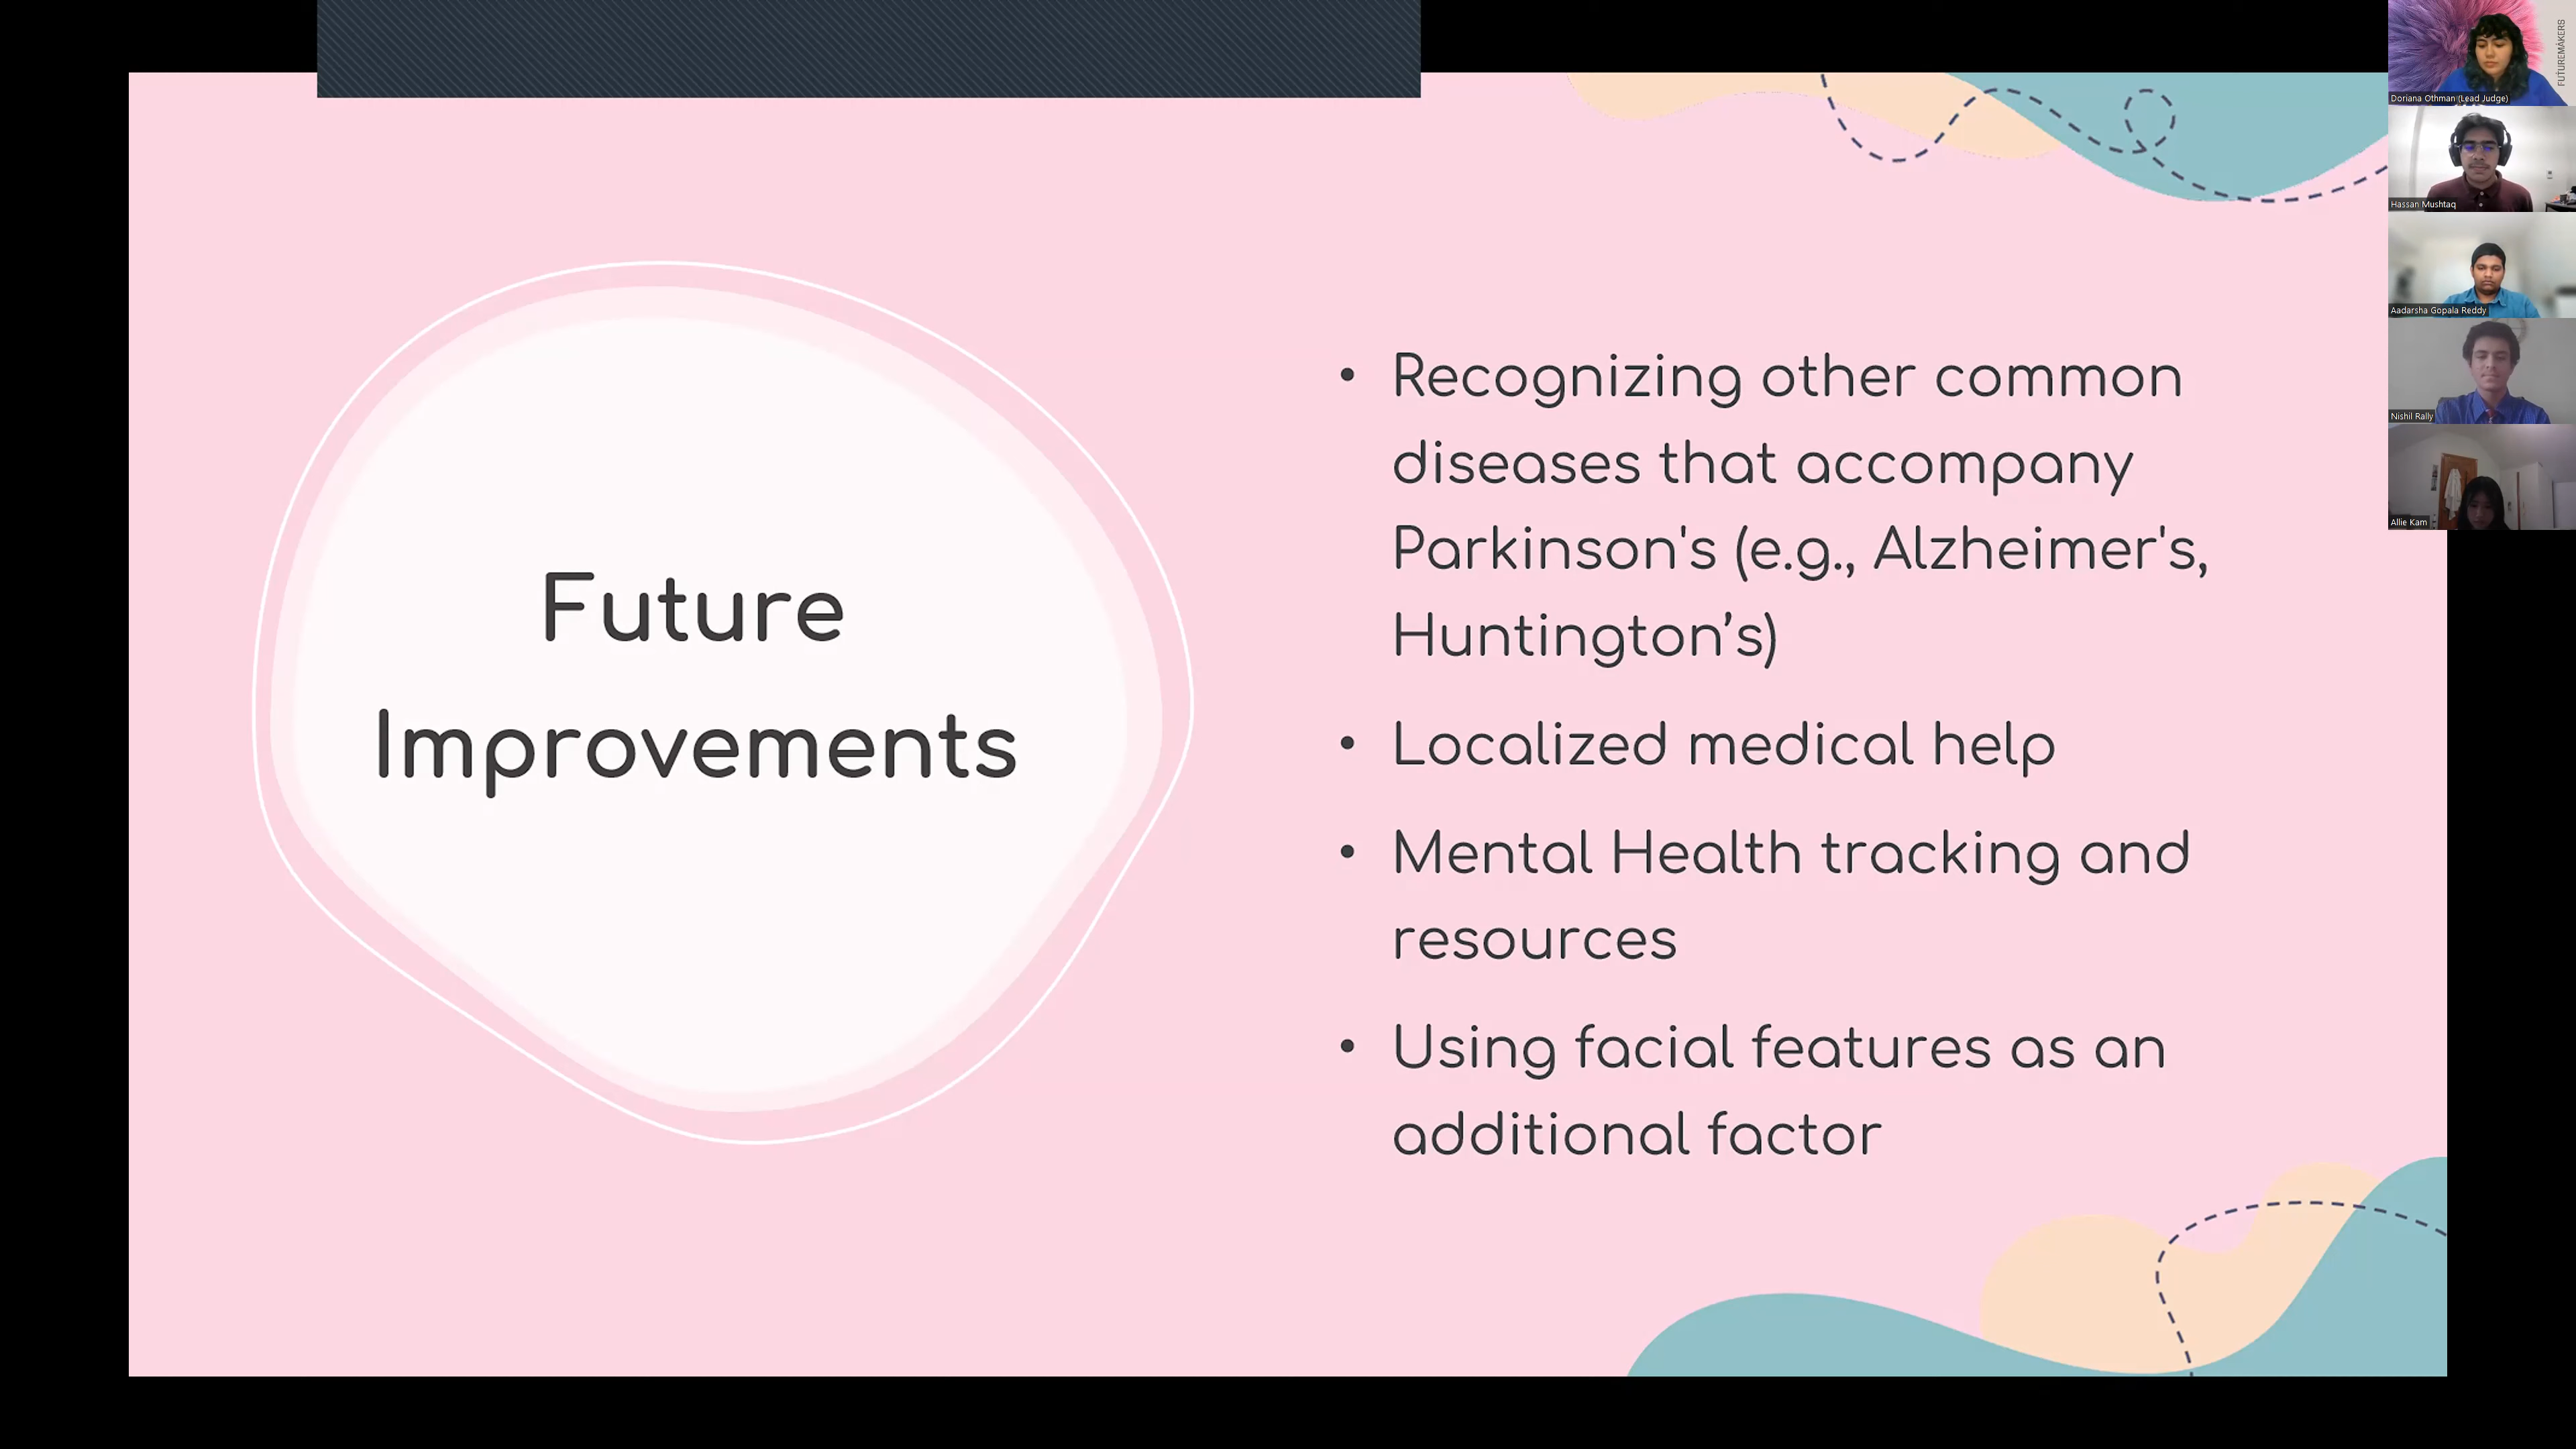 Future
Improvements
• Recognizing other common
diseases that accompany
Parkinson's (e.g., Alzheimer's,
Huntington’s)
• Localized medical help
• Mental Health tracking and
resources
• Using facial features as an
additional factor
FUTUREMAKERS
Doriana Othman (Lead Judge)
Hassan Mushtaq
Aadarsha Gopala Reddy
Nishil Rally
Allie Kam